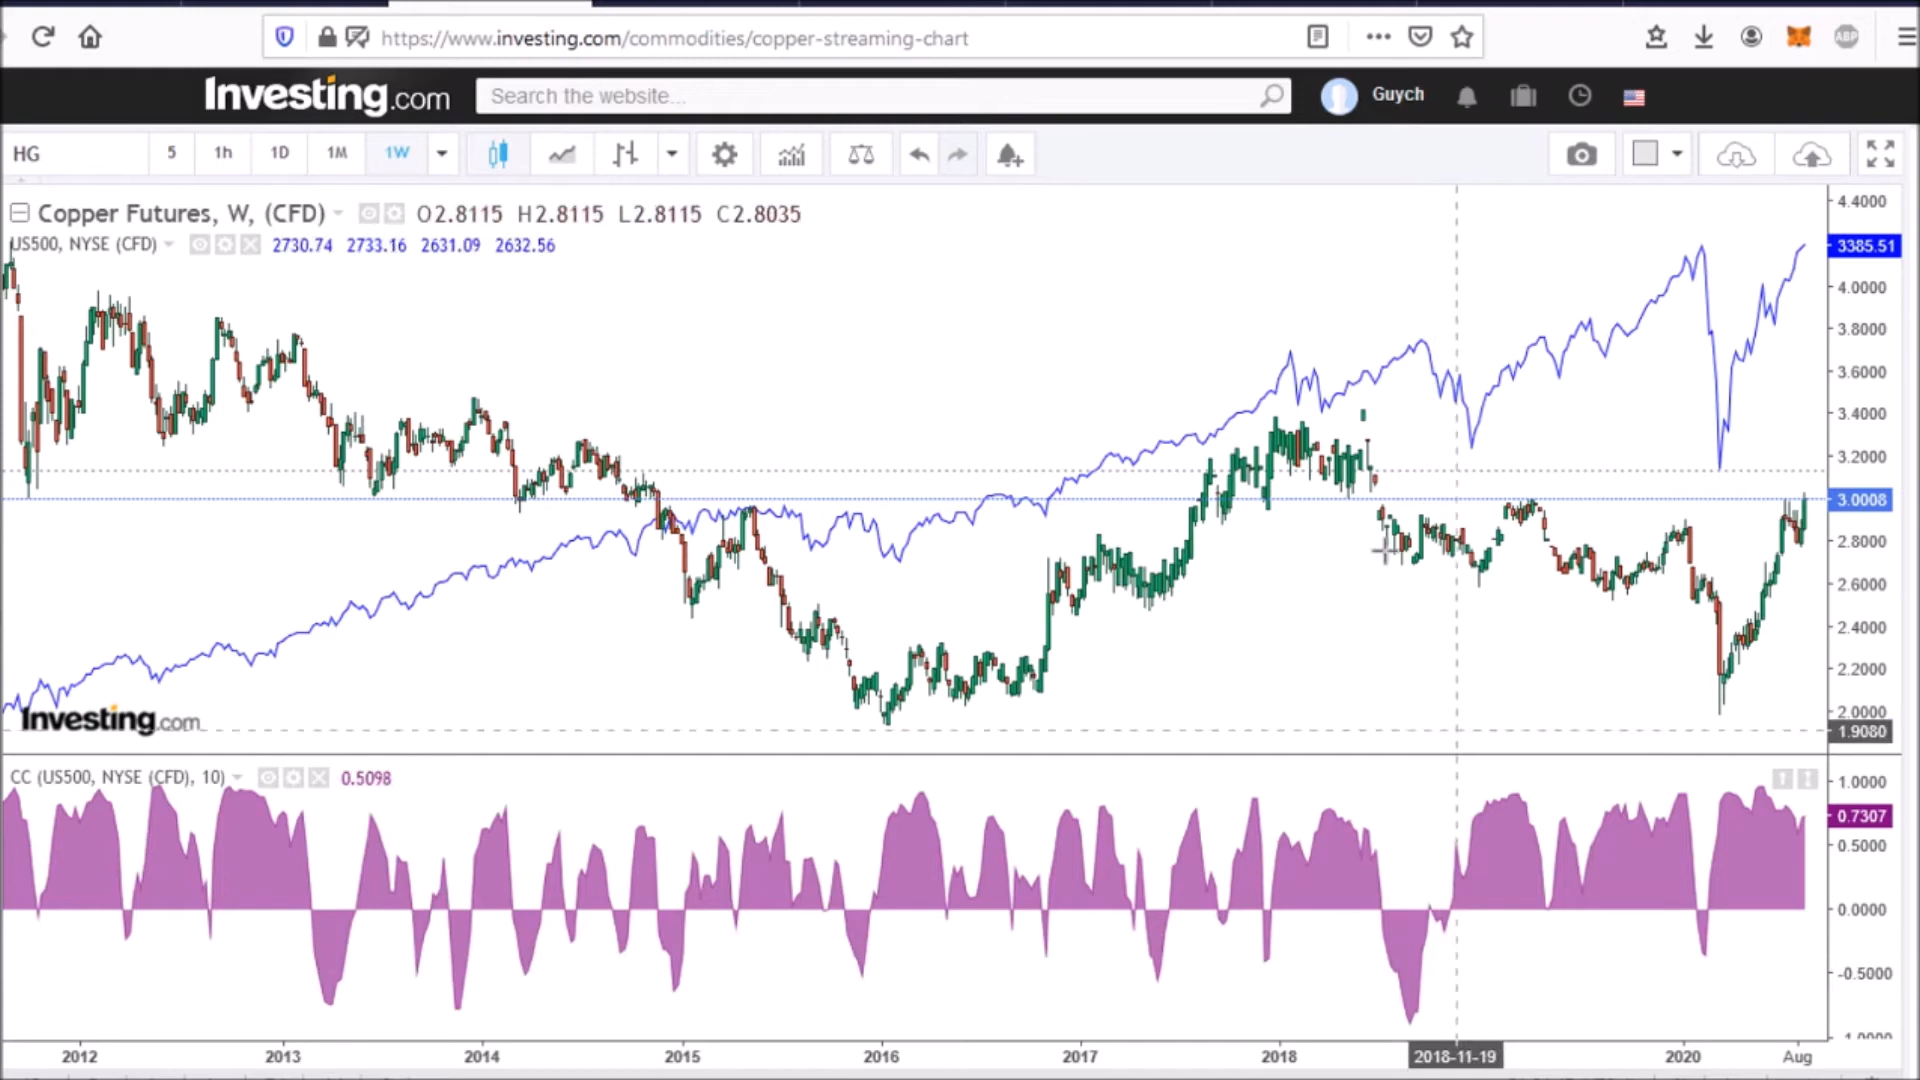 https://www.investing.com/commodities/copper-streaming-chart
ABP
Investing.com
Search the website...
Guych
HG
5
1h
1D
1M
1W
Copper Futures, W, (CFD)
O2.8115 H2.8115 L2.8115 C2.8035
US500, NYSE (CFD)
2730.74 2733.16 2631.09 2632.56
4.4000
3385.51
4.0000
3.8000
3.6000
3.4000
3.2000
3.0008
2.8000
2.6000
2.4000
2.2000
2.0000
1.9080
Investing.com
CC (US500, NYSE (CFD), 10)
0.5098
1.0000
0.7307
0.5000
0.0000
-0.5000
2012
2013
2014
2015
2016
2017
2018
2018-11-19
2020
Aug